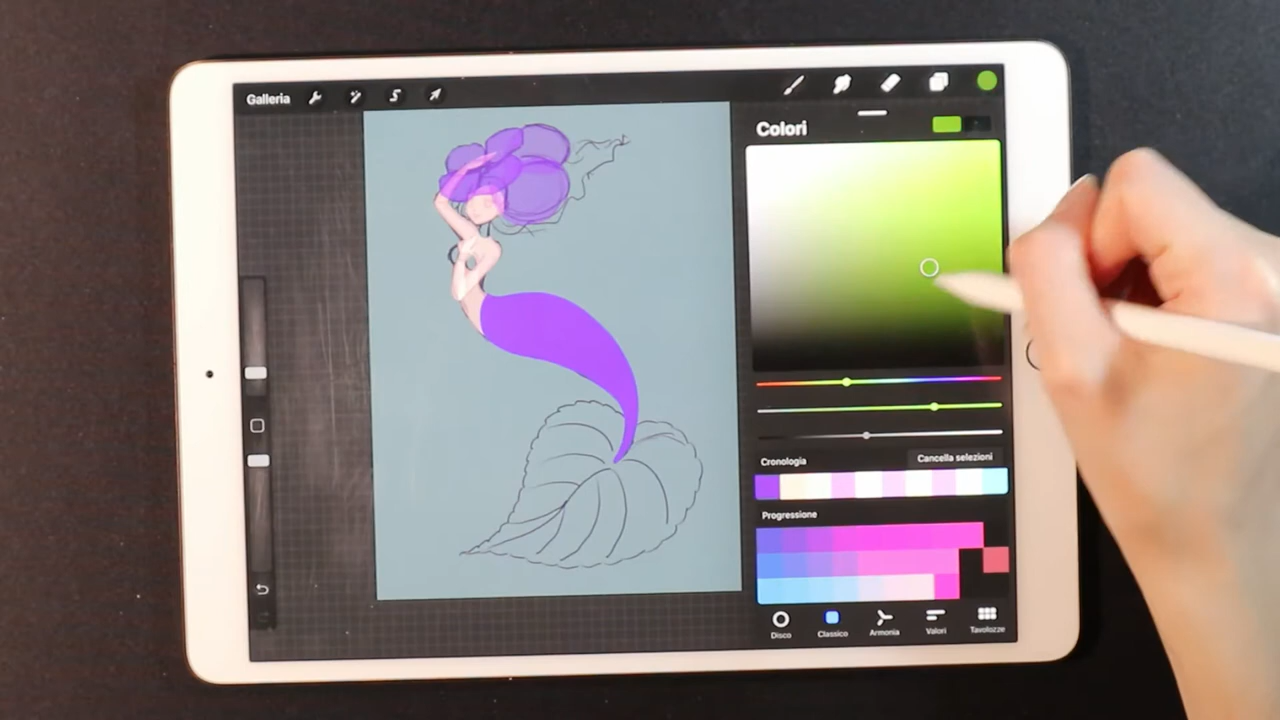 Galleria
Colori
Cronologia
Cancella selezioni
Progressione
Disco
Classico
Armonia
Valori
Tavolozze